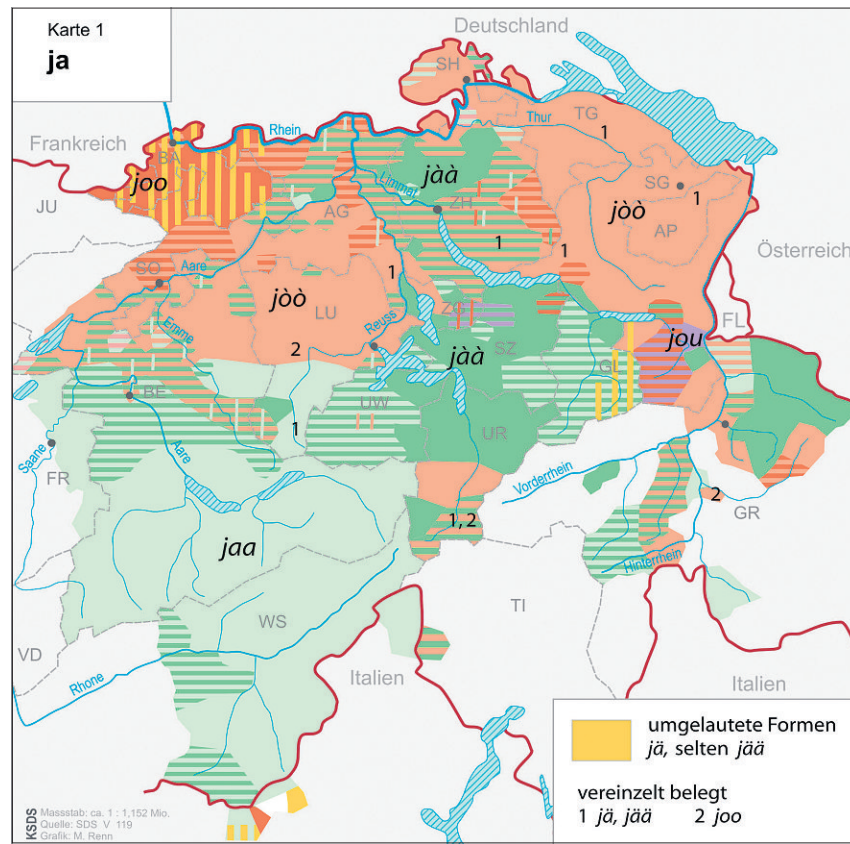 Karte 1
ja
Deutschland
SH
Frankreich
Rhein
Thur
TG
1
BA
joo
jàà
Limmat
ZH
SG
1
JU
AG
jòò
AP
Österreich
SO
Aare
jòò
LU
1
1
1
Emme
Reuss
ZG
FL
2
jàà
SZ
jou
GL
BE
UW
1
UR
Saane
Aare
FR
Vorderrhein
2
GR
1, 2
jaa
Hinterrhein
WS
TI
VD
Rhone
Italien
Italien
umgelautete Formen
jä, selten jää
vereinzelt belegt
1 jä, jää 2 joo
KSDS
Massstab: ca. 1 : 1,152 Mio.
Quelle: SDS V 119
Grafik: M. Renn